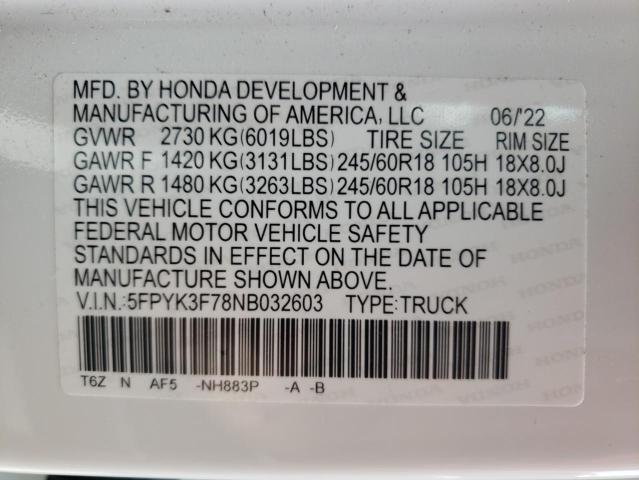 MFD. BY HONDA DEVELOPMENT &
MANUFACTURING OF AMERICA, LLC 06/'22
GVWR 2730 KG(6019LBS) TIRE SIZE RIM SIZE
GAWR F 1420 KG(3131LBS) 245/60R18 105H 18X8.0J
GAWR R 1480 KG(3263LBS) 245/60R18 105H 18X8.0J
THIS VEHICLE CONFORMS TO ALL APPLICABLE
FEDERAL MOTOR VEHICLE SAFETY
STANDARDS IN EFFECT ON THE DATE OF
MANUFACTURE SHOWN ABOVE.
V.I.N.:5FPYK3F78NB032603 TYPE:TRUCK
T6Z N AF5 -NH883P -A -B